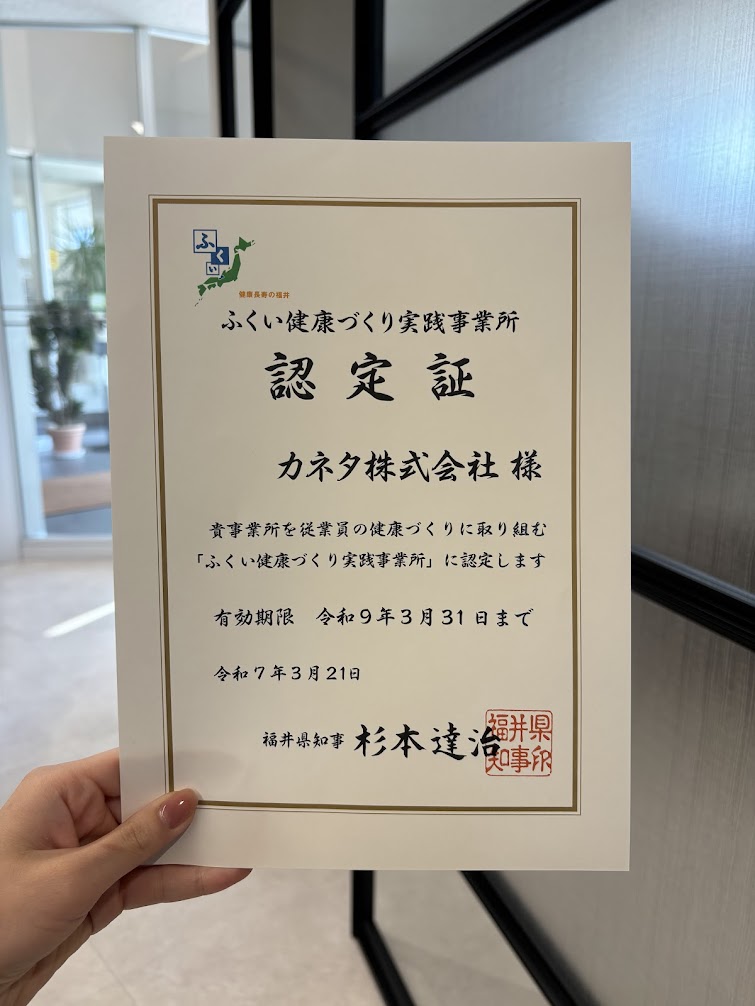 ふくい
健康長寿の福井
ふくい健康づくり実践事業所
認定証
カネタ株式会社 様
貴事業所を従業員の健康づくりに取り組む
「ふくい健康づくり実践事業所」に認定します
有効期限 令和9年3月31日まで
令和7年3月21日
福井県知事 杉本達治
福井県
知事印